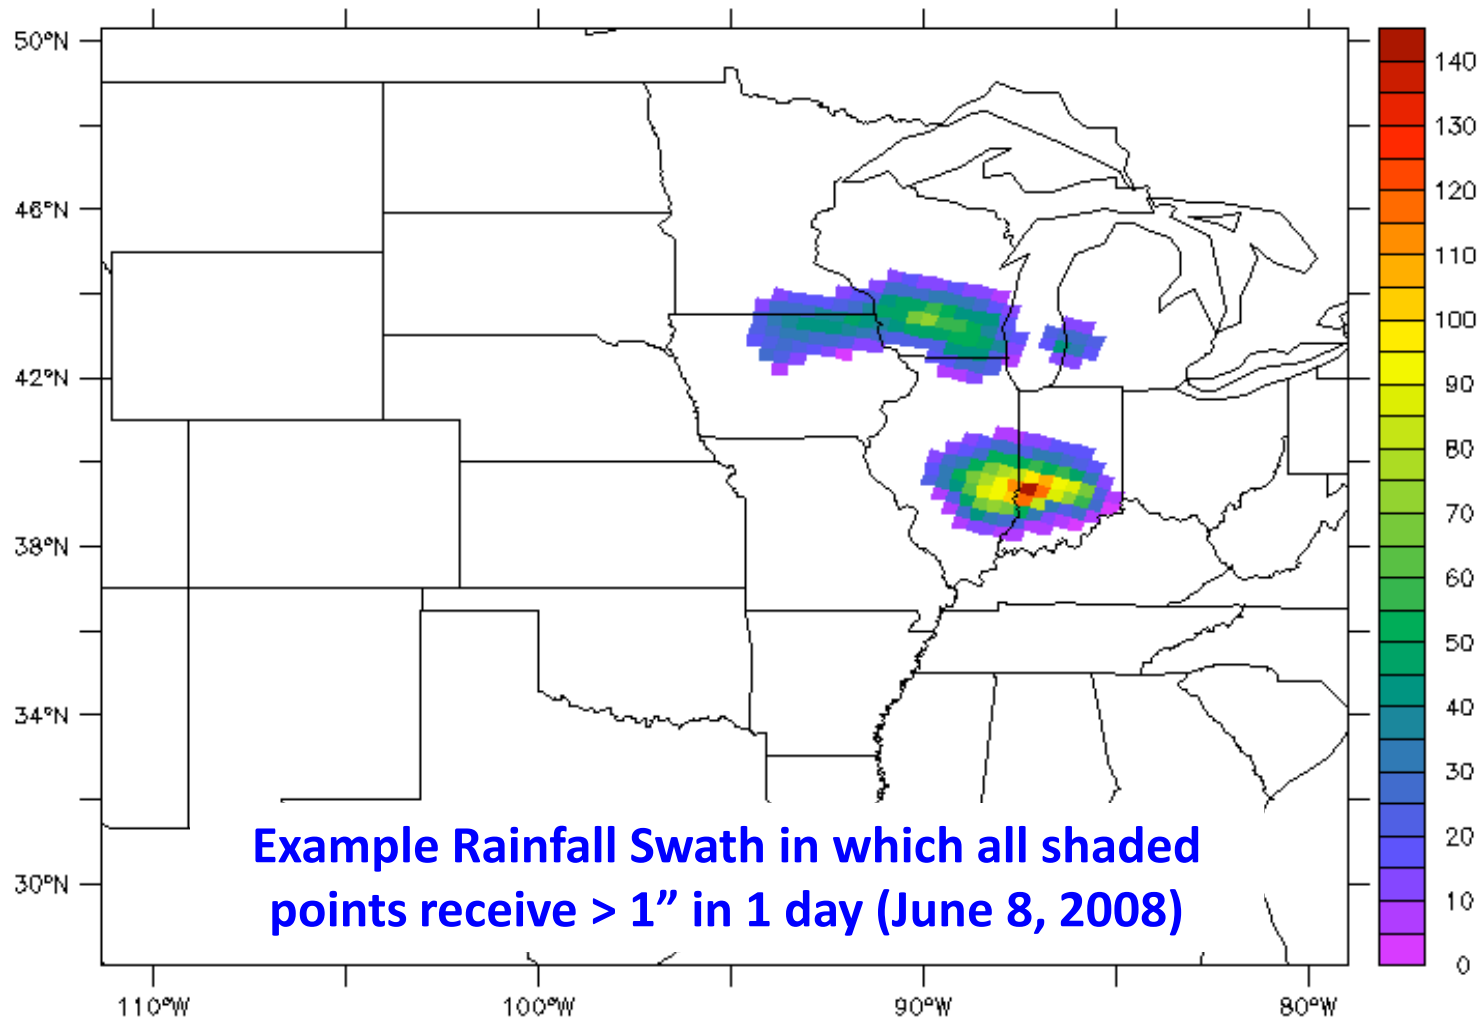 50°N
46°N
42°N
38°N
34°N
30°N
110°W 100°W 90°W 80°W
140
130
120
110
100
90
80
70
60
50
40
30
20
10
0
Example Rainfall Swath in which all shaded
points receive > 1” in 1 day (June 8, 2008)